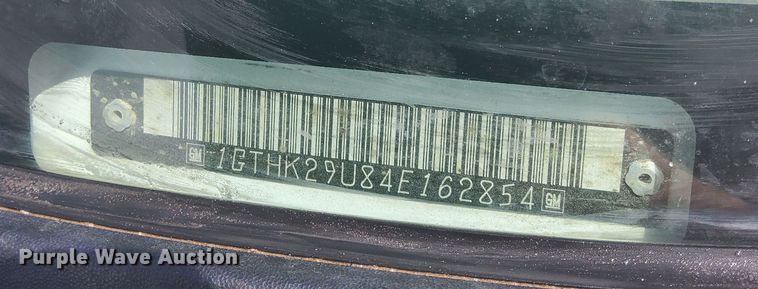 GM 1GTHK29U84E162854 GM
Purple Wave Auction®